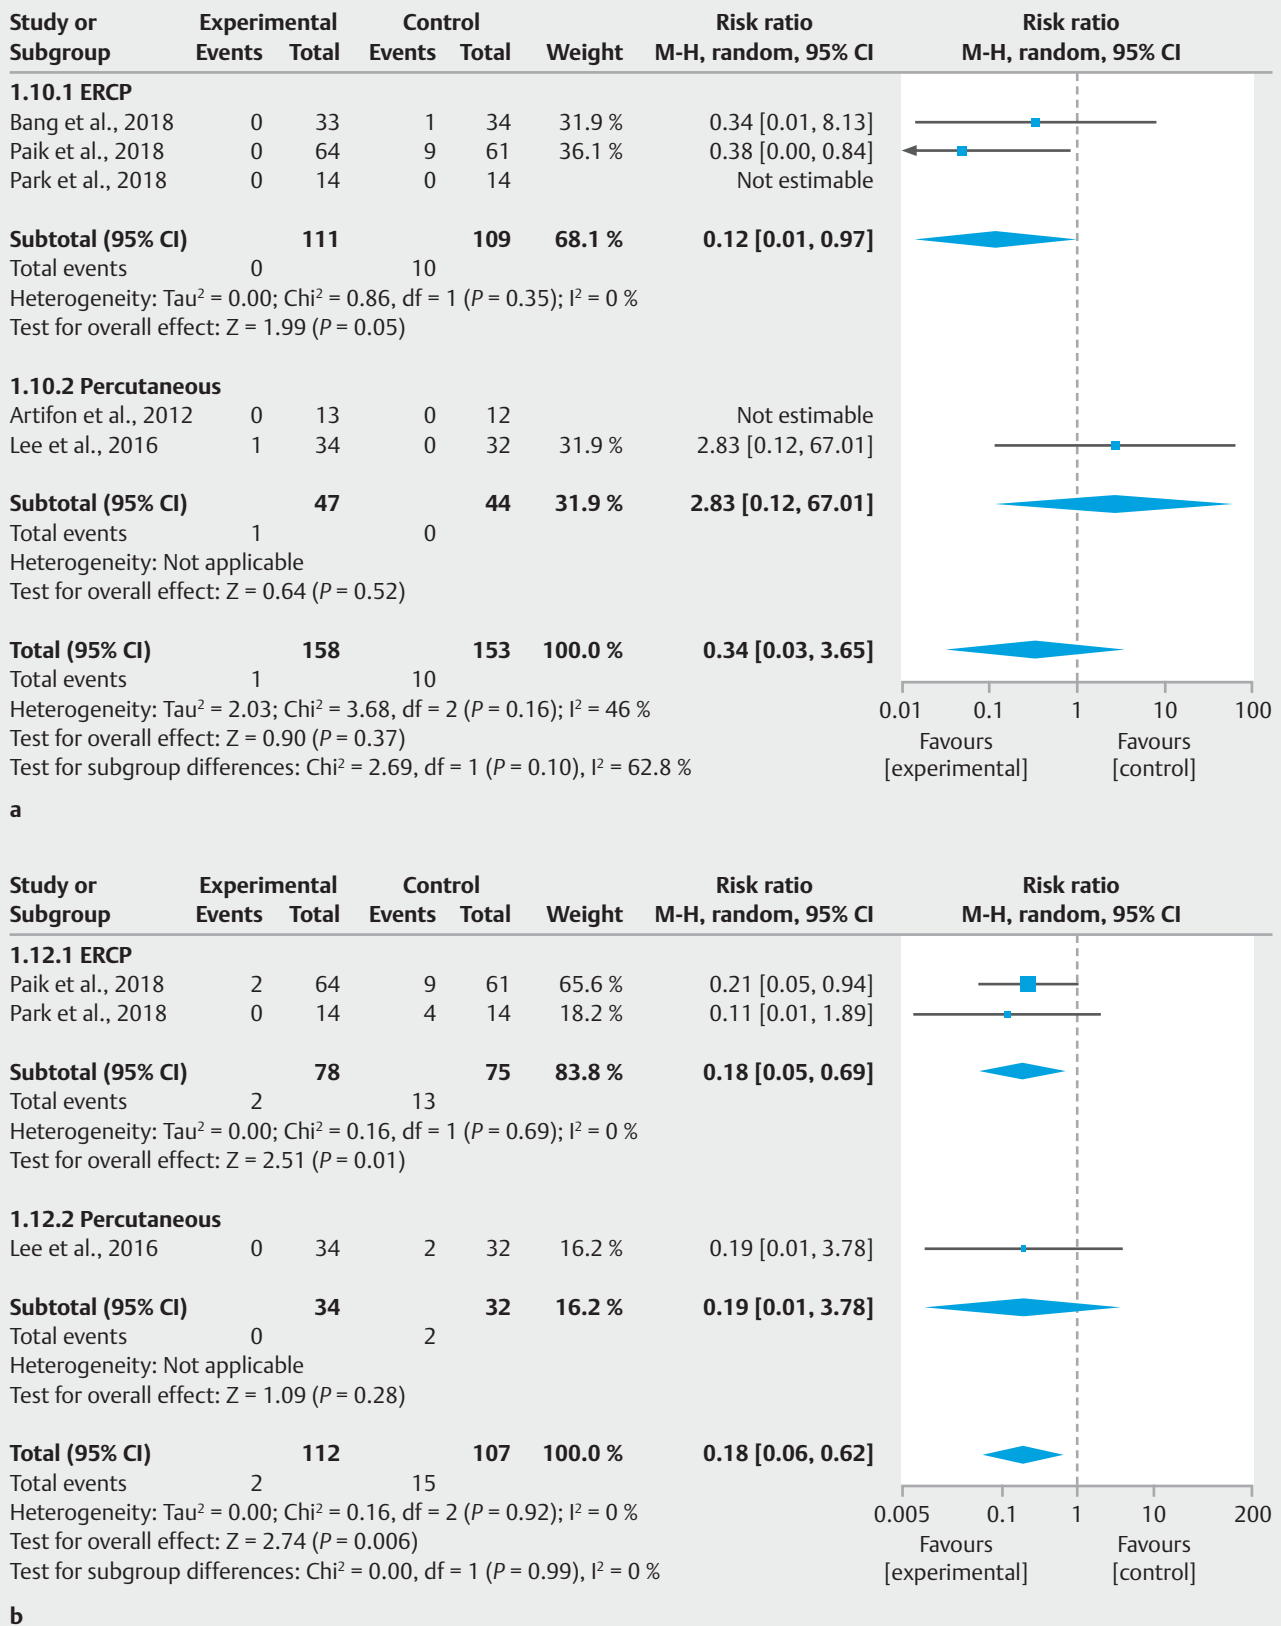 Study or Experimental Control Risk ratio Risk ratio
Subgroup Events Total Events Total Weight M-H, random, 95% CI M-H, random, 95% CI
1.10.1 ERCP
Bang et al., 2018 0 33 1 34 31.9 % 0.34 [0.01, 8.13]
Paik et al., 2018 0 64 9 61 36.1 % 0.38 [0.00, 0.84]
Park et al., 2018 0 14 0 14 Not estimable
Subtotal (95% CI) 111 109 68.1 % 0.12 [0.01, 0.97]
Total events 0 10
Heterogeneity: Tau² = 0.00; Chi² = 0.86, df = 1 (P = 0.35); I² = 0 %
Test for overall effect: Z = 1.99 (P = 0.05)
1.10.2 Percutaneous
Artifon et al., 2012 0 13 0 12 Not estimable
Lee et al., 2016 1 34 0 32 31.9 % 2.83 [0.12, 67.01]
Subtotal (95% CI) 47 44 31.9 % 2.83 [0.12, 67.01]
Total events 1 0
Heterogeneity: Not applicable
Test for overall effect: Z = 0.64 (P = 0.52)
Total (95% CI) 158 153 100.0 % 0.34 [0.03, 3.65]
Total events 1 10
Heterogeneity: Tau² = 2.03; Chi² = 3.68, df = 2 (P = 0.16); I² = 46 %
Test for overall effect: Z = 0.90 (P = 0.37)
Test for subgroup differences: Chi² = 2.69, df = 1 (P = 0.10), I² = 62.8 %
0.01 0.1 1 10 100
Favours Favours
[experimental] [control]
a
Study or Experimental Control Risk ratio Risk ratio
Subgroup Events Total Events Total Weight M-H, random, 95% CI M-H, random, 95% CI
1.12.1 ERCP
Paik et al., 2018 2 64 9 61 65.6 % 0.21 [0.05, 0.94]
Park et al., 2018 0 14 4 14 18.2 % 0.11 [0.01, 1.89]
Subtotal (95% CI) 78 75 83.8 % 0.18 [0.05, 0.69]
Total events 2 13
Heterogeneity: Tau² = 0.00; Chi² = 0.16, df = 1 (P = 0.69); I² = 0 %
Test for overall effect: Z = 2.51 (P = 0.01)
1.12.2 Percutaneous
Lee et al., 2016 0 34 2 32 16.2 % 0.19 [0.01, 3.78]
Subtotal (95% CI) 34 32 16.2 % 0.19 [0.01, 3.78]
Total events 0 2
Heterogeneity: Not applicable
Test for overall effect: Z = 1.09 (P = 0.28)
Total (95% CI) 112 107 100.0 % 0.18 [0.06, 0.62]
Total events 2 15
Heterogeneity: Tau² = 0.00; Chi² = 0.16, df = 2 (P = 0.92); I² = 0 %
Test for overall effect: Z = 2.74 (P = 0.006)
Test for subgroup differences: Chi² = 0.00, df = 1 (P = 0.99), I² = 0 %
0.005 0.1 1 10 200
Favours Favours
[experimental] [control]
b